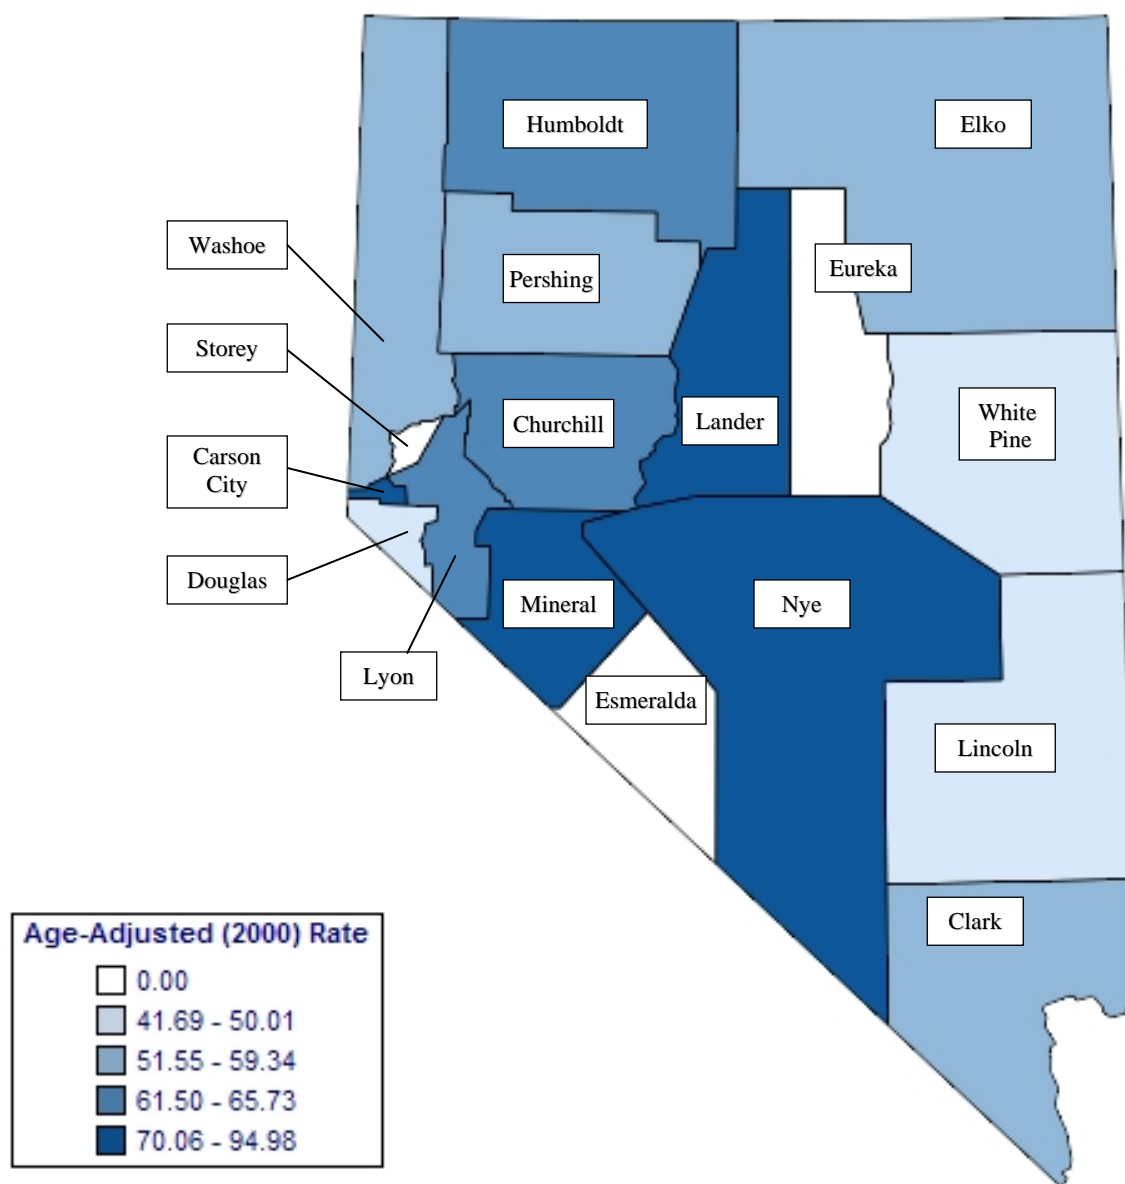 Humboldt
Elko
Washoe
Eureka
Pershing
Storey
White
Pine
Churchill
Lander
Carson
City
Douglas
Mineral
Nye
Lyon
Esmeralda
Lincoln
Clark
Age-Adjusted (2000) Rate
0.00
41.69 - 50.01
51.55 - 59.34
61.50 - 65.73
70.06 - 94.98